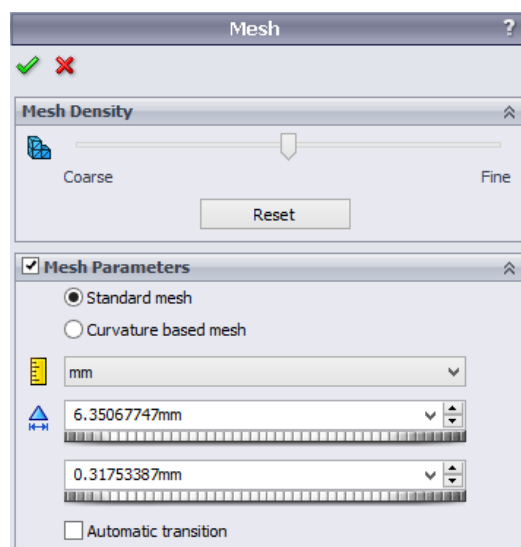 Mesh ?
Mesh Density
Coarse Fine
Reset
Mesh Parameters
Standard mesh
Curvature based mesh
mm
6.35067747mm
0.31753387mm
Automatic transition